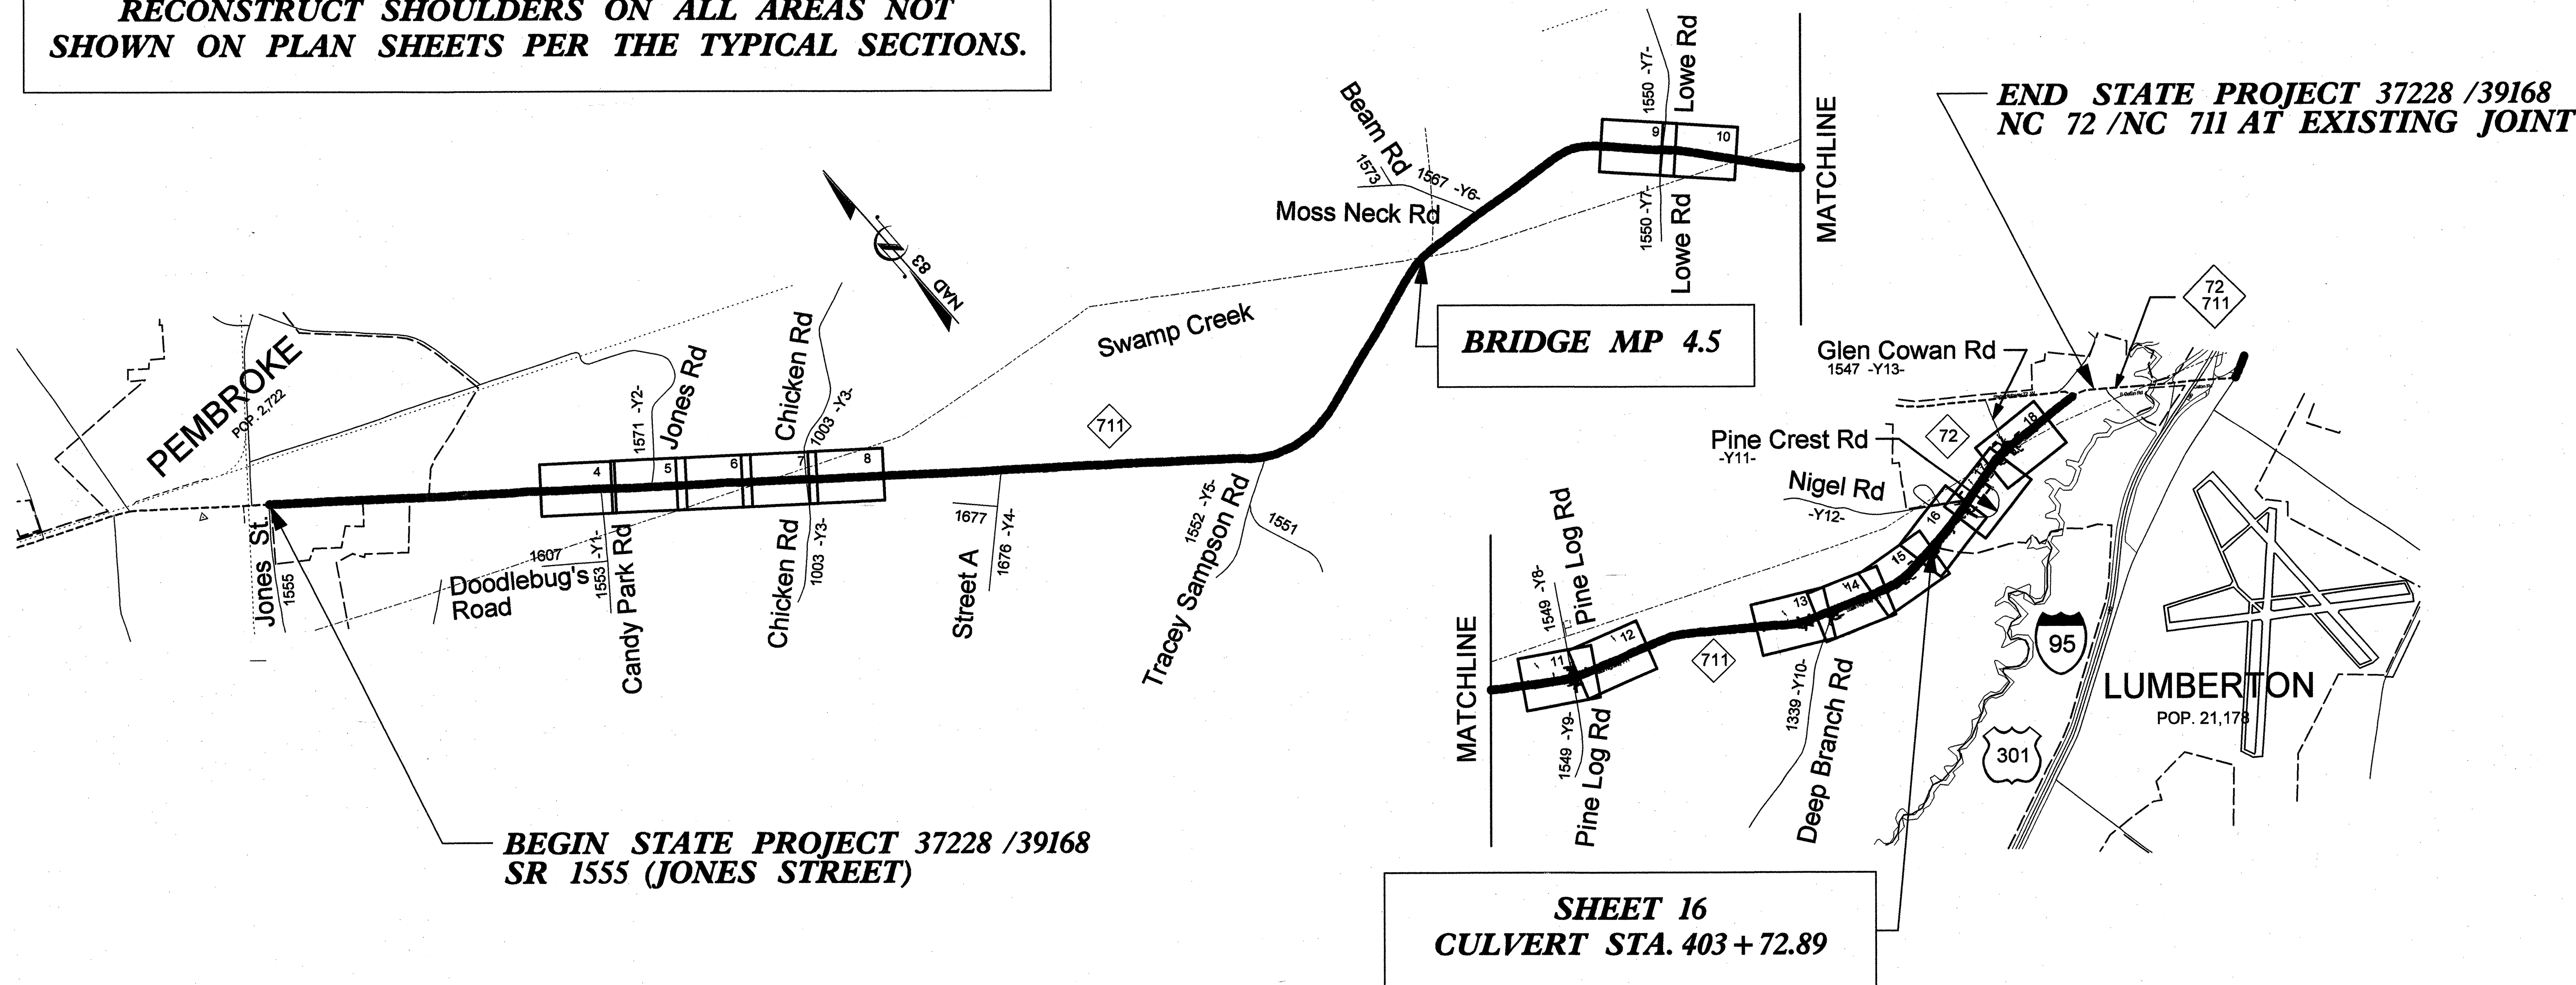 RECONSTRUCT SHOULDERS ON ALL AREAS NOT
SHOWN ON PLAN SHEETS PER THE TYPICAL SECTIONS.
END STATE PROJECT 37228 /39168
NC 72 /NC 711 AT EXISTING JOINT
1550 -Y7-
Lowe Rd
9
10
MATCHLINE
Beam Rd
1573
1567 -Y6-
Moss Neck Rd
1550 -Y7-
Lowe Rd
NAD 83
BRIDGE MP 4.5
Swamp Creek
72
711
Glen Cowan Rd
1547 -Y13-
72
Pine Crest Rd
-Y11-
Nigel Rd
-Y12-
PEMBROKE
POP. 2,722
1571 -Y2-
Jones Rd
Chicken Rd
1003 -Y3-
711
4
5
6
7
8
Jones St.
1555
1607
Doodlebug's
Road
1553 -Y1-
Candy Park Rd
Chicken Rd
1003 -Y3-
1677
Street A
1676 -Y4-
1552 -Y5-
Tracey Sampson Rd
1551
MATCHLINE
1549 -Y8-
Pine Log Rd
11
12
1549 -Y9-
Pine Log Rd
711
13
14
15
16
17
18
1339 -Y10-
Deep Branch Rd
95
301
LUMBERTON
POP. 21,178
BEGIN STATE PROJECT 37228 /39168
SR 1555 (JONES STREET)
SHEET 16
CULVERT STA. 403+72.89